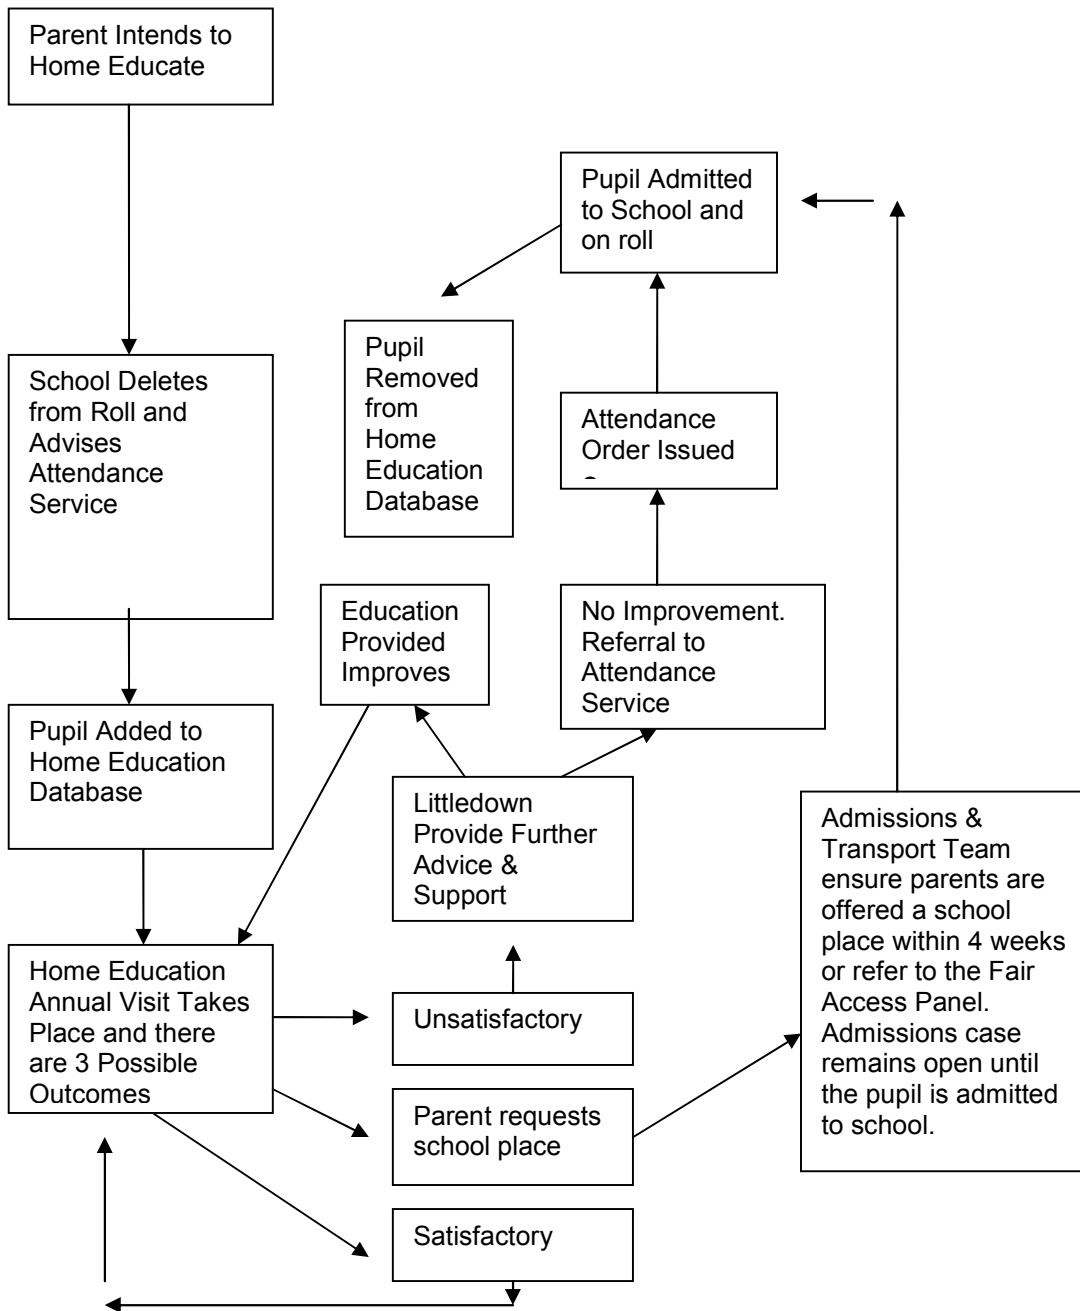 Parent Intends to
Home Educate
Pupil Admitted
to School and
on roll
School Deletes
from Roll and
Advises
Attendance
Service
Pupil
Removed
from
Home
Education
Database
Attendance
Order Issued
Education
Provided
Improves
No Improvement.
Referral to
Attendance
Service
Pupil Added to
Home Education
Database
Littledown
Provide Further
Advice &
Support
Admissions &
Transport Team
ensure parents are
offered a school
place within 4 weeks
or refer to the Fair
Access Panel.
Admissions case
remains open until
the pupil is admitted
to school.
Home Education
Annual Visit Takes
Place and there
are 3 Possible
Outcomes
Unsatisfactory
Parent requests
school place
Satisfactory